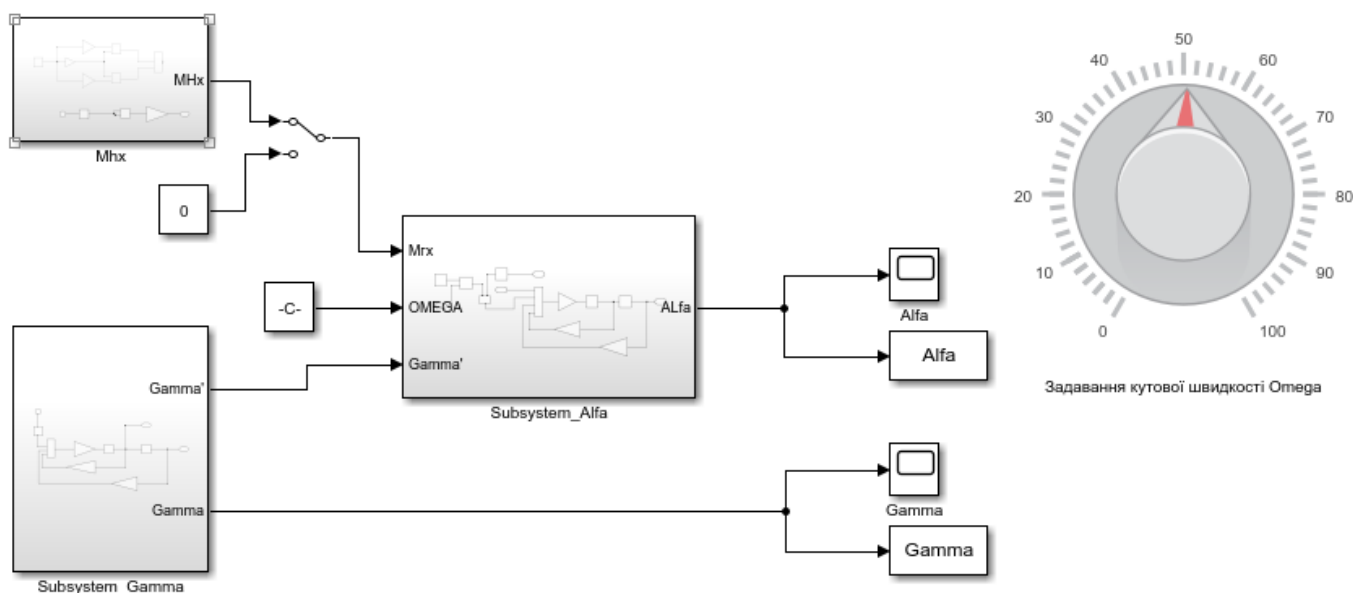 MHx
Mhx
0
Mrx
-C-
OMEGA
ALfa
Gamma'
Subsystem_Alfa
Alfa
Alfa
Gamma'
Gamma
Subsystem_Gamma
Gamma
Gamma
50
40
60
30
70
20
80
10
90
0
100
Задавання кутової швидкості Omega